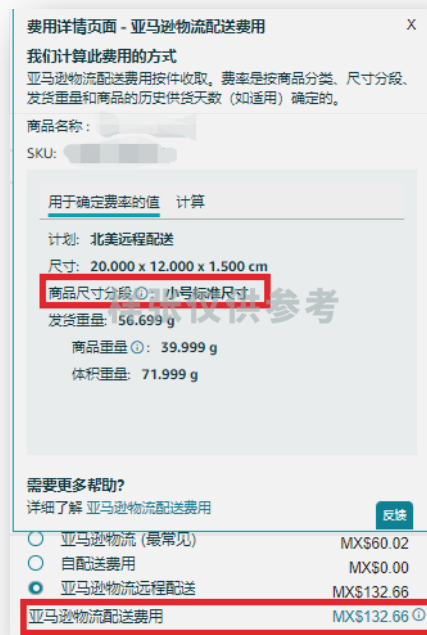 费用详情页面 - 亚马逊物流配送费用 X
我们计算此费用的方式
亚马逊物流配送费用按件收取。费率是按商品分类、尺寸分段、
发货重量和商品的历史供货天数（如适用）确定的。
商品名称：
SKU:
用于确定费率的值 计算
计划: 北美远程配送
尺寸: 20.000 x 12.000 x 1.500 cm
商品尺寸分段: 小号标准尺寸
样张仅供参考
发货重量: 56.699 g
商品重量: 39.999 g
体积重量: 71.999 g
需要更多帮助?
详细了解 亚马逊物流配送费用
反馈
亚马逊物流 (最常见) MX$60.02
自配送费用 MX$0.00
亚马逊物流远程配送 MX$132.66
亚马逊物流配送费用 MX$132.66